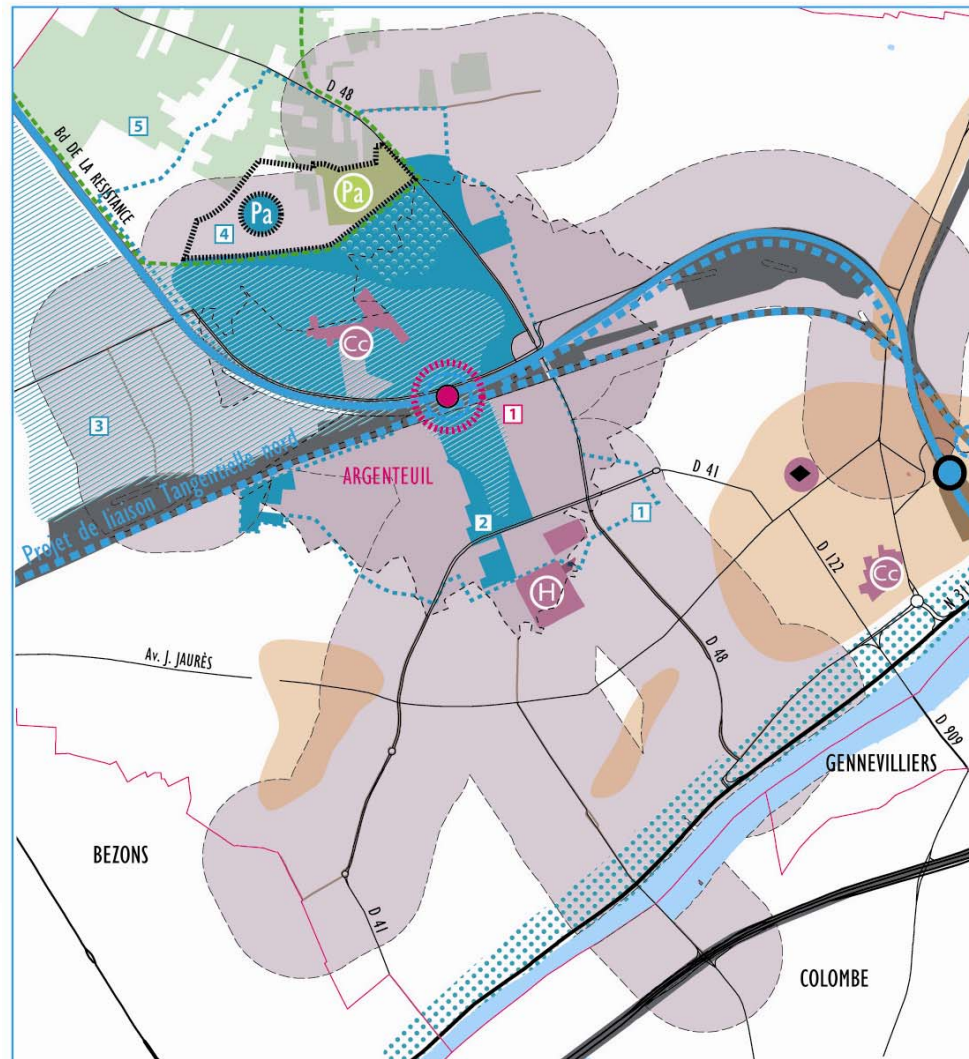 D 48
5
Bd DE LA RESISTANCE
Pa
Pa
4
Cc
3
1
Projet de liaison Tangentielle nord
ARGENTEUIL
D 41
2
1
D 122
Cc
H
Av. J. JAURÈS
D 48
D 909
GENNEVILLIERS
BEZONS
D 41
COLOMBE